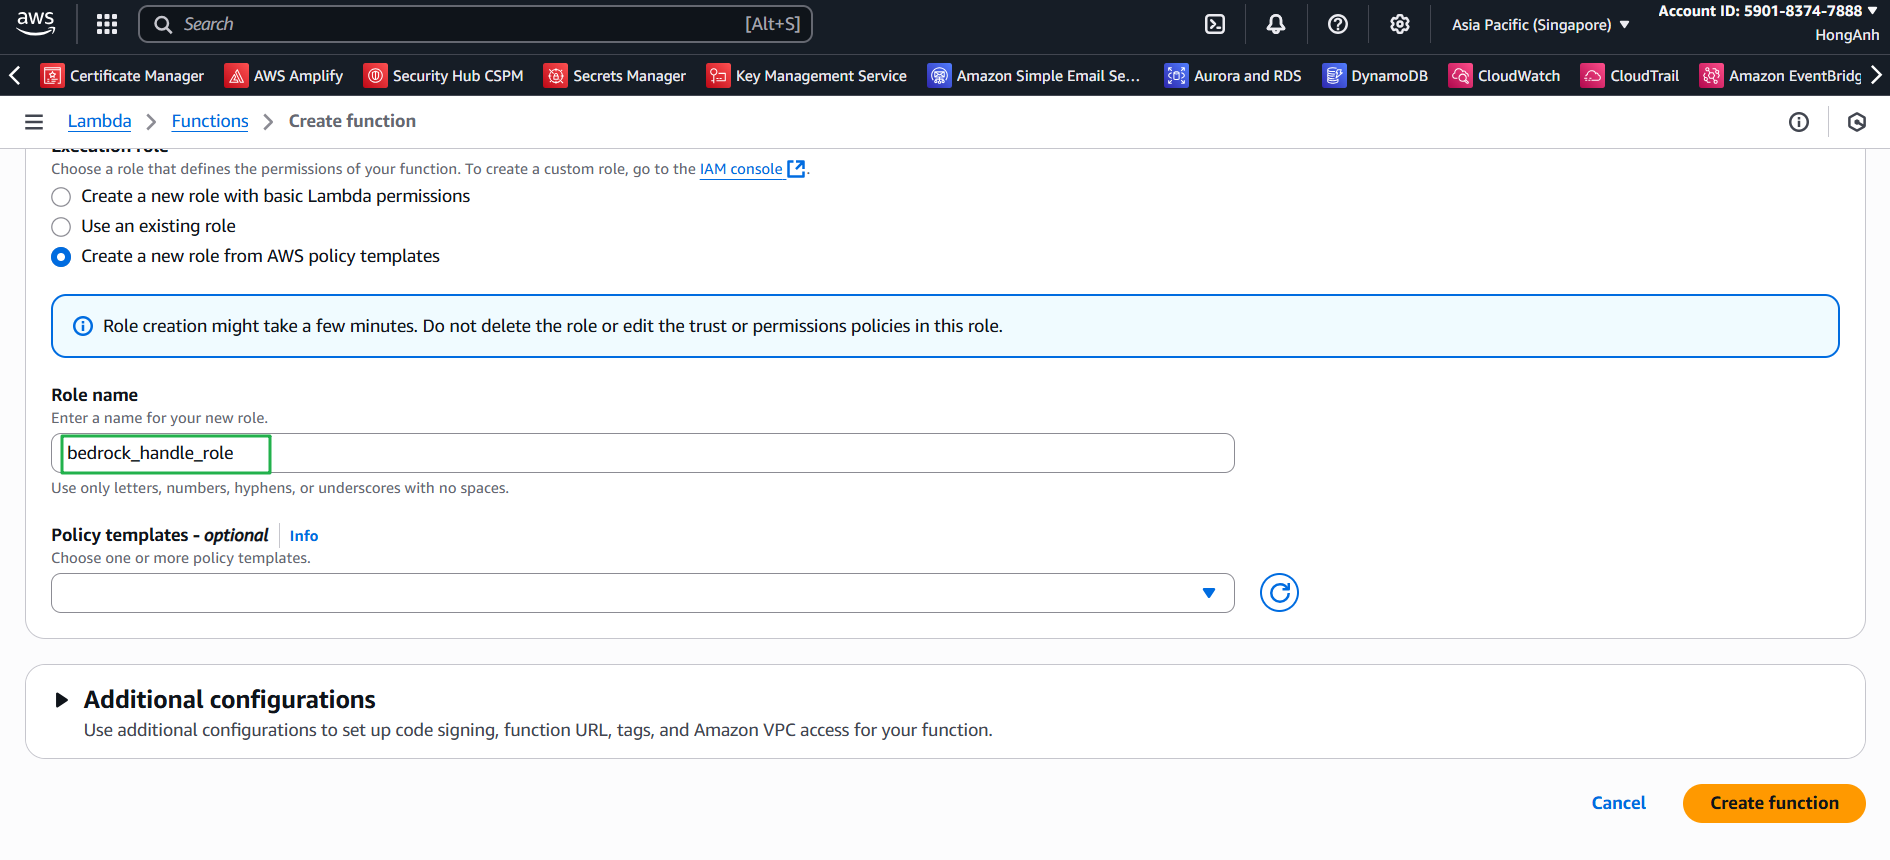 aws
Search [Alt+S]
Asia Pacific (Singapore)
Account ID: 5901-8374-7888
HongAnh
Certificate Manager AWS Amplify Security Hub CSPM Secrets Manager Key Management Service Amazon Simple Email Se... Aurora and RDS DynamoDB CloudWatch CloudTrail Amazon EventBridg
Lambda Functions Create function
Execution role
Choose a role that defines the permissions of your function. To create a custom role, go to the IAM console.
Create a new role with basic Lambda permissions
Use an existing role
Create a new role from AWS policy templates
Role creation might take a few minutes. Do not delete the role or edit the trust or permissions policies in this role.
Role name
Enter a name for your new role.
bedrock_handle_role
Use only letters, numbers, hyphens, or underscores with no spaces.
Policy templates - optional Info
Choose one or more policy templates.
Additional configurations
Use additional configurations to set up code signing, function URL, tags, and Amazon VPC access for your function.
Cancel Create function